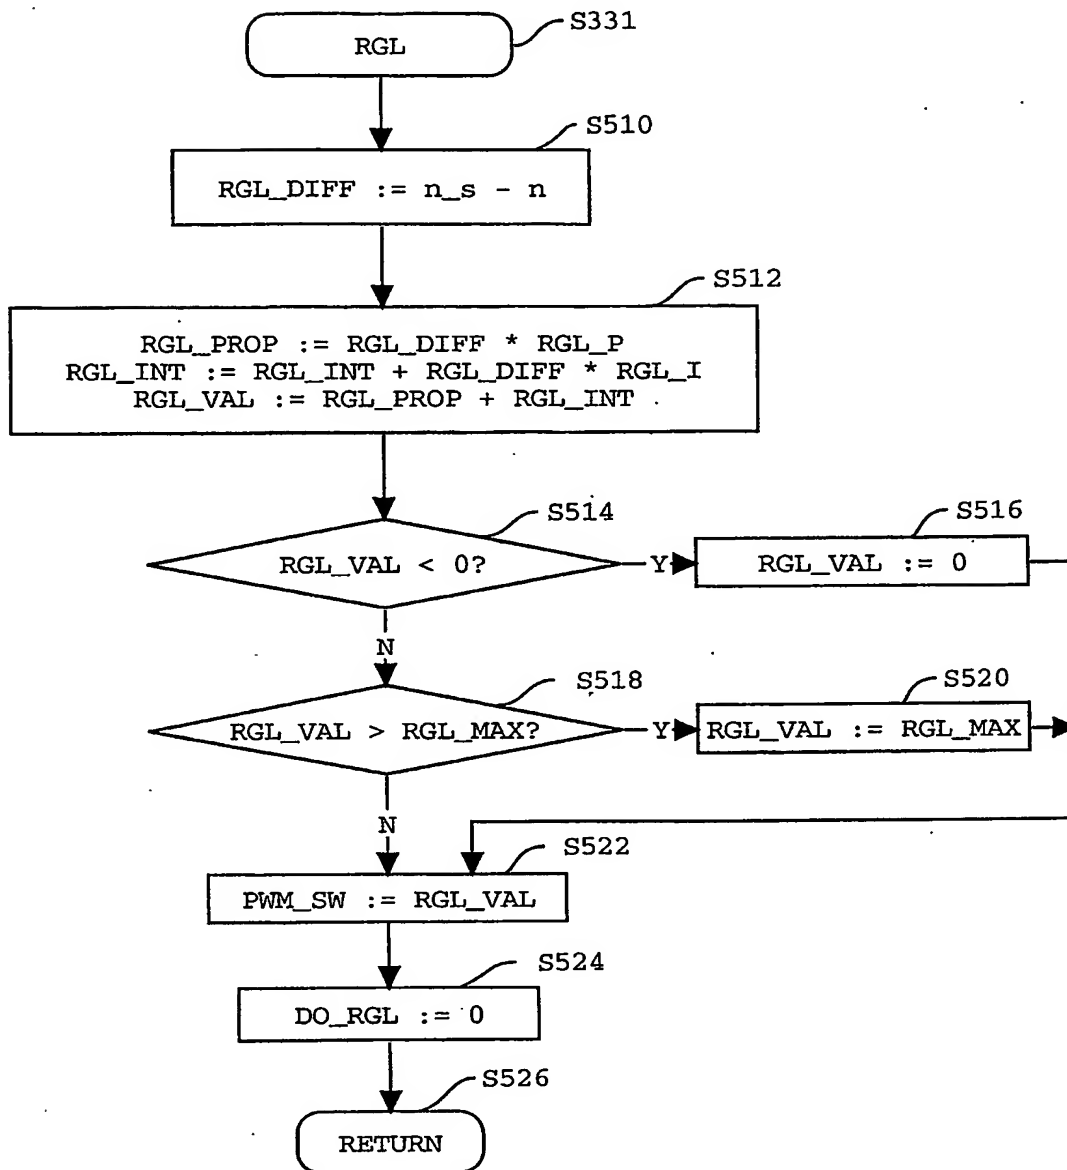 RGL
S331
S510
RGL_DIFF := n_s - n
S512
RGL_PROP := RGL_DIFF * RGL_P
RGL_INT := RGL_INT + RGL_DIFF * RGL_I
RGL_VAL := RGL_PROP + RGL_INT
S514
RGL_VAL < 0?
Y
S516
RGL_VAL := 0
N
S518
RGL_VAL > RGL_MAX?
Y
S520
RGL_VAL := RGL_MAX
N
S522
PWM_SW := RGL_VAL
S524
DO_RGL := 0
S526
RETURN